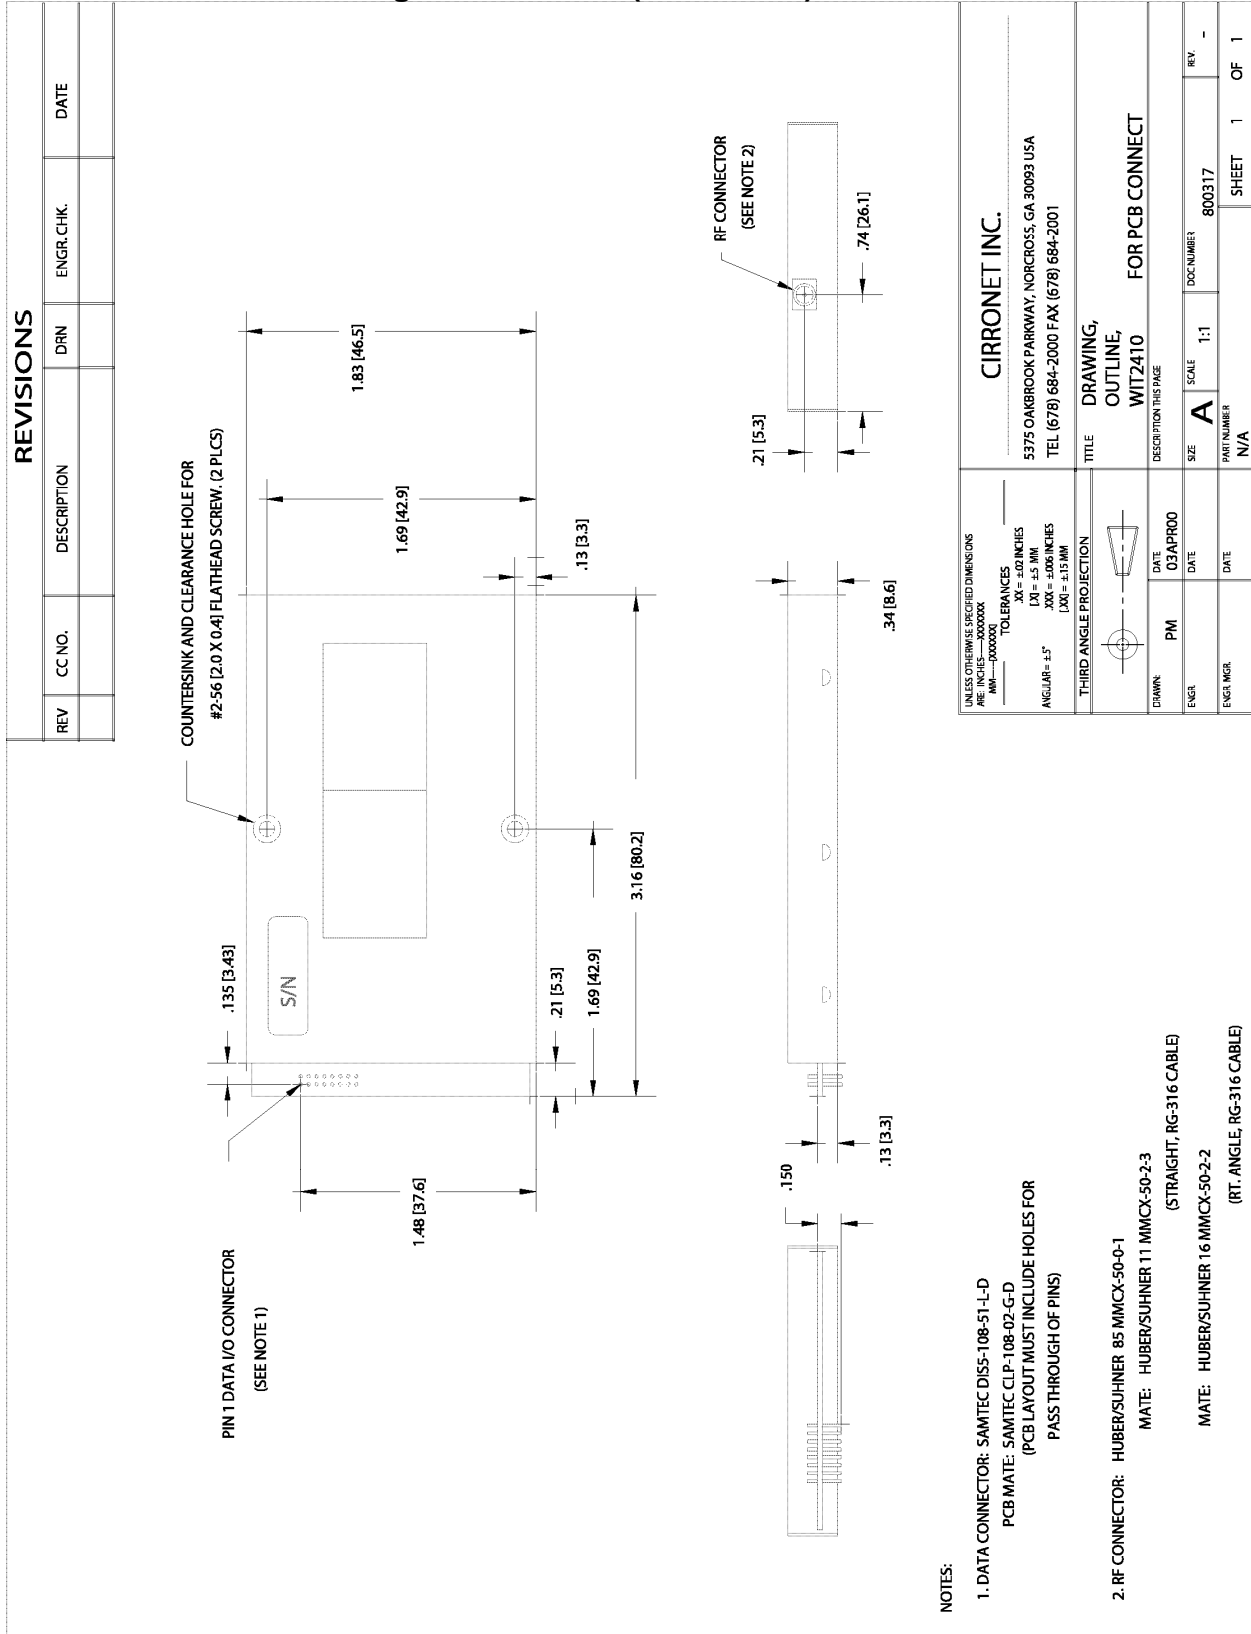 REVISIONS
REV CC NO. DESCRIPTION DRN ENGR. CHK. DATE
COUNTERSINK AND CLEARANCE HOLE FOR
#2-56 [2.0 X 0.4] FLATHEAD SCREW. (2 PLCS)
PIN 1 DATA I/O CONNECTOR
(SEE NOTE 1)
.135 [3.43]
S/N
1.83 [46.5]
1.69 [42.9]
.13 [3.3]
1.48 [37.6]
.21 [5.3]
1.69 [42.9]
3.16 [80.2]
RF CONNECTOR
(SEE NOTE 2)
.21 [5.3]
.74 [26.1]
.150
.13 [3.3]
.34 [8.6]
NOTES:
1. DATA CONNECTOR: SAMTEC DIS5-108-51-L-D
PCB MATE: SAMTEC CLP-108-02-G-D
(PCB LAYOUT MUST INCLUDE HOLES FOR
PASS THROUGH OF PINS)
2. RF CONNECTOR: HUBER/SUHNER 85 MMCX-50-0-1
MATE: HUBER/SUHNER 11 MMCX-50-2-3
(STRAIGHT, RG-316 CABLE)
MATE: HUBER/SUHNER 16 MMCX-50-2-2
(RT. ANGLE, RG-316 CABLE)
UNLESS OTHERWISE SPECIFIED DIMENSIONS
ARE: INCHES
MM
TOLERANCES
.XX = ±.02 INCHES
[.X] = ±.5 MM
.XXX = ±.006 INCHES
[.XX] = ±.15 MM
ANGULAR = ±.5°
THIRD ANGLE PROJECTION
DRAWN: PM DATE 03APR00
ENGR. DATE
ENGR. MGR. DATE
CIRRONET INC.
5375 OAKBROOK PARKWAY, NORCROSS, GA 30093 USA
TEL (678) 684-2000 FAX (678) 684-2001
TITLE DRAWING,
OUTLINE,
WIT2410 FOR PCB CONNECT
DESCRIPTION THIS PAGE
SIZE A SCALE 1:1 DOC NUMBER 800317 REV. -
PART NUMBER N/A SHEET 1 OF 1